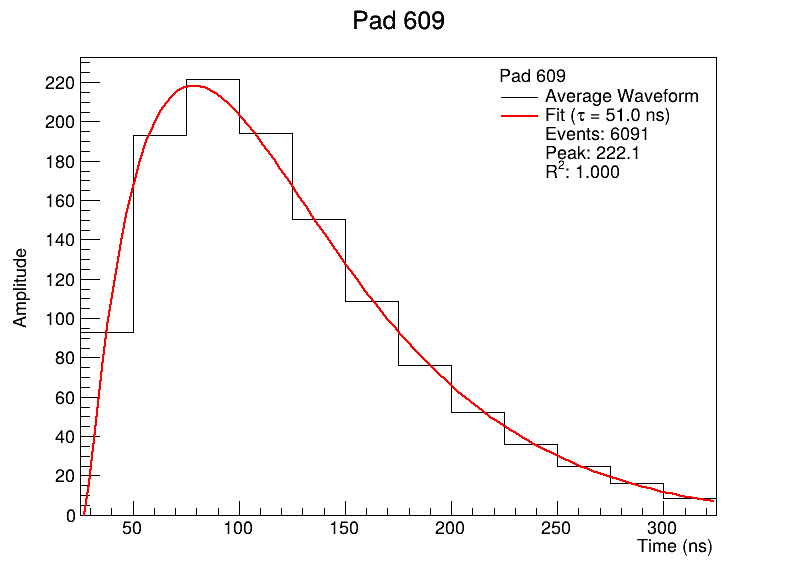 Pad 609
Pad 609
Average Waveform
Fit (τ = 51.0 ns)
Events: 6091
Peak: 222.1
R²: 1.000
Amplitude
220
200
180
160
140
120
100
80
60
40
20
0
50 100 150 200 250 300
Time (ns)